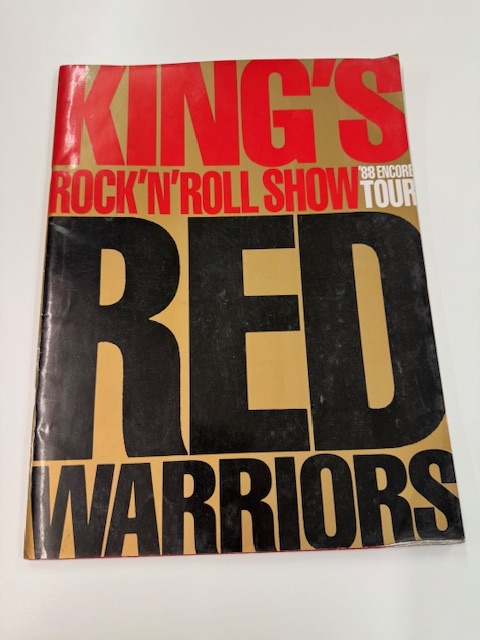 KING'S
ROCK'N'ROLL SHOW '88 ENCORE TOUR
RED
WARRIORS